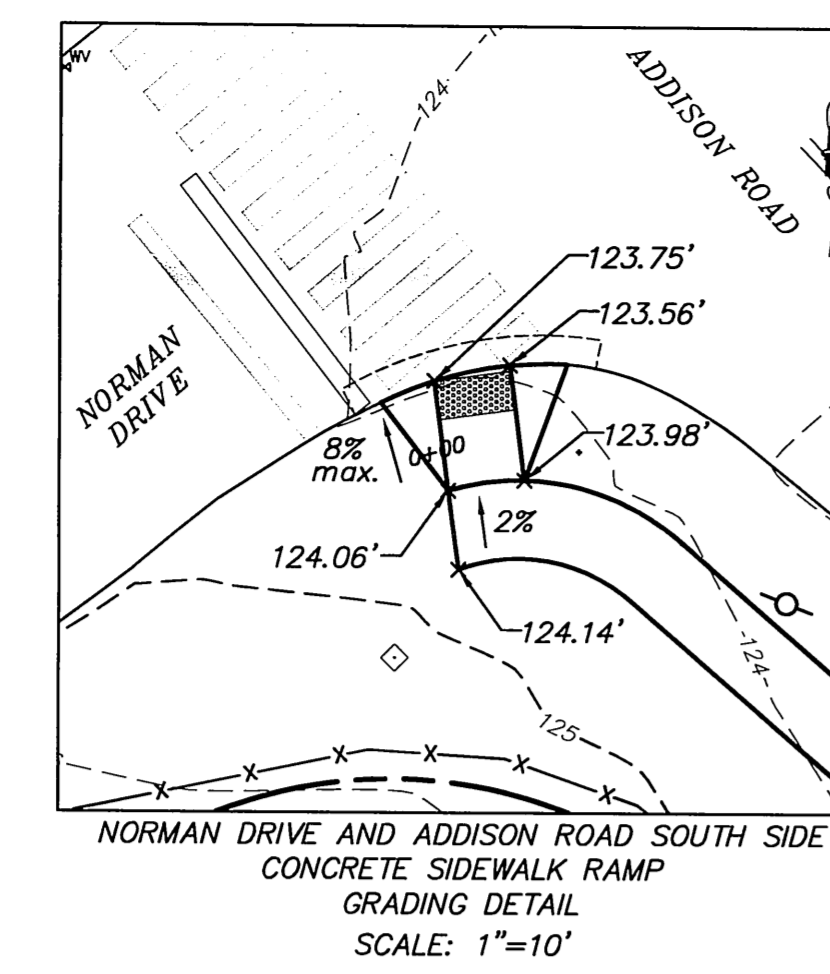 WV
124
ADDISON ROAD
123.75'
123.56'
NORMAN
DRIVE
8%
max.
0+00
123.98'
2%
124.06'
124.14'
124
125
X X X X X X
NORMAN DRIVE AND ADDISON ROAD SOUTH SIDE
CONCRETE SIDEWALK RAMP
GRADING DETAIL
SCALE: 1"=10'